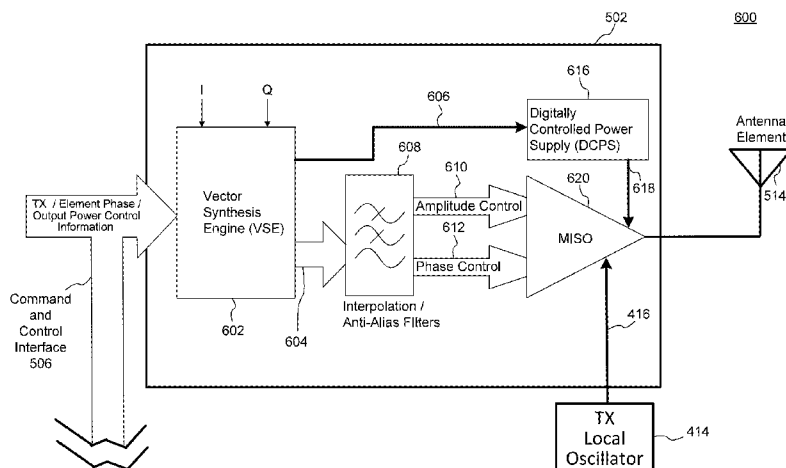 502
600
I
Q
606
616
Digitally
Controlled Power
Supply (DCPS)
Antenna
Element
514
608
610
Amplitude Control
618
620
TX / Element Phase /
Output Power Control
Information
Vector
Synthesis
Engine (VSE)
612
Phase Control
MISO
Command
and
Control
Interface
506
602
604
Interpolation /
Anti-Alias Filters
416
TX
Local
Oscillator
414